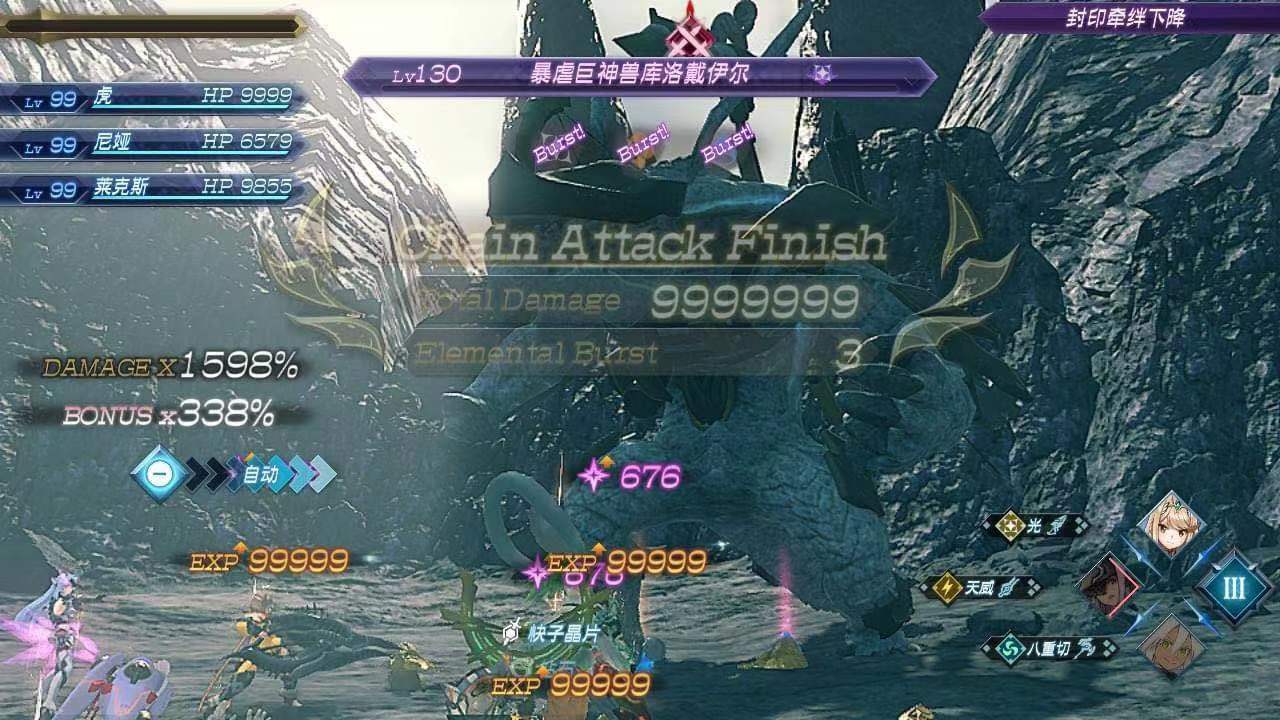 封印牵绊下降
Lv130 暴虐巨神兽库洛戴伊尔
Lv 99 虎 HP 9999
Lv 99 尼娅 HP 6579
Lv 99 莱克斯 HP 9855
Burst! Burst! Burst!
Chain Attack Finish
Total Damage 9999999
Elemental Burst 3
DAMAGE X1598%
BONUS x338%
自动
676
EXP 99999
EXP 99999
676
光
天威
III
快子晶片
八重切
EXP 99999